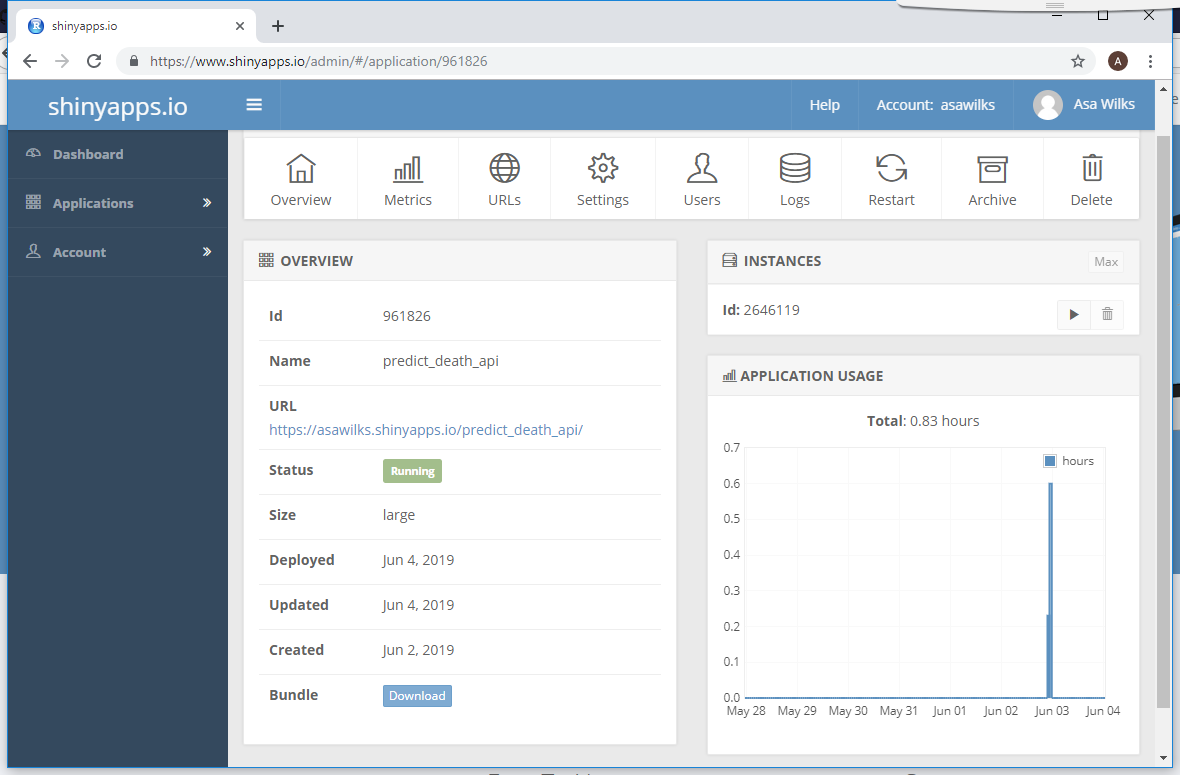 shinyapps.io
https://www.shinyapps.io/admin/#/application/961826
A
shinyapps.io
Help
Account: asawilks
Asa Wilks
Dashboard
Applications
Account
Overview
Metrics
URLs
Settings
Users
Logs
Restart
Archive
Delete
OVERVIEW
Id 961826
Name predict_death_api
URL
https://asawilks.shinyapps.io/predict_death_api/
Status Running
Size large
Deployed Jun 4, 2019
Updated Jun 4, 2019
Created Jun 2, 2019
Bundle Download
INSTANCES
Max
Id: 2646119
APPLICATION USAGE
Total: 0.83 hours
hours
0.7
0.6
0.5
0.4
0.3
0.2
0.1
0.0
May 28 May 29 May 30 May 31 Jun 01 Jun 02 Jun 03 Jun 04